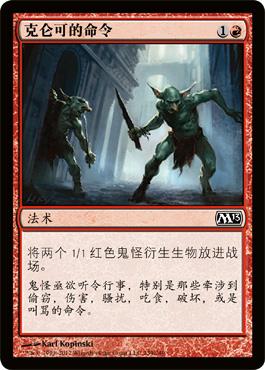 克仑可的命令 1
法术 M13
将两个 1/1 红色鬼怪衍生生物放进战
场。
鬼怪亟欲听令行事，特别是那些牵涉到
偷窃，伤害，骚扰，吃食，破坏，或是
叫骂的命令。
Karl Kopinski